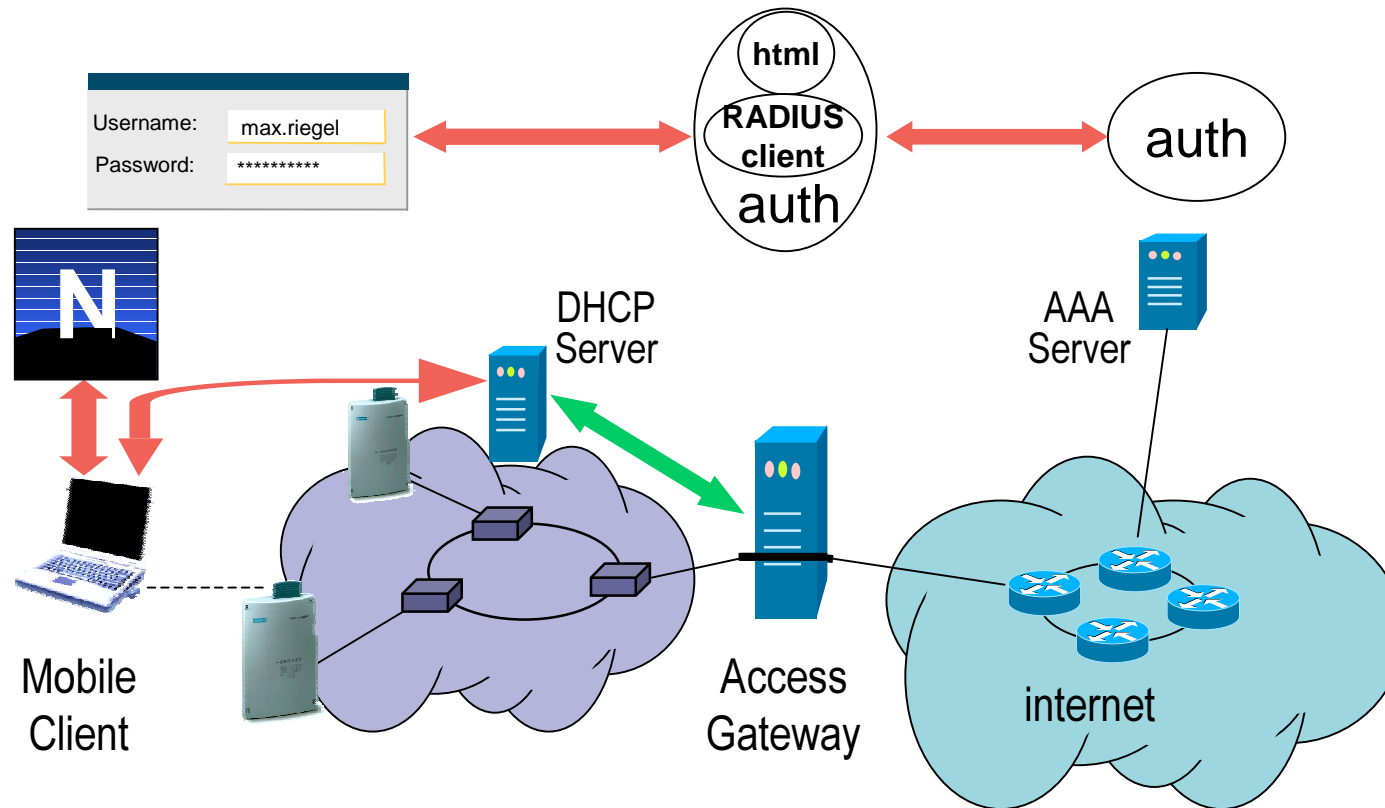 html
RADIUS
client
auth
auth
Username:
max.riegel
Password:
**********
N
DHCP
Server
AAA
Server
Mobile
Client
Access
Gateway
internet